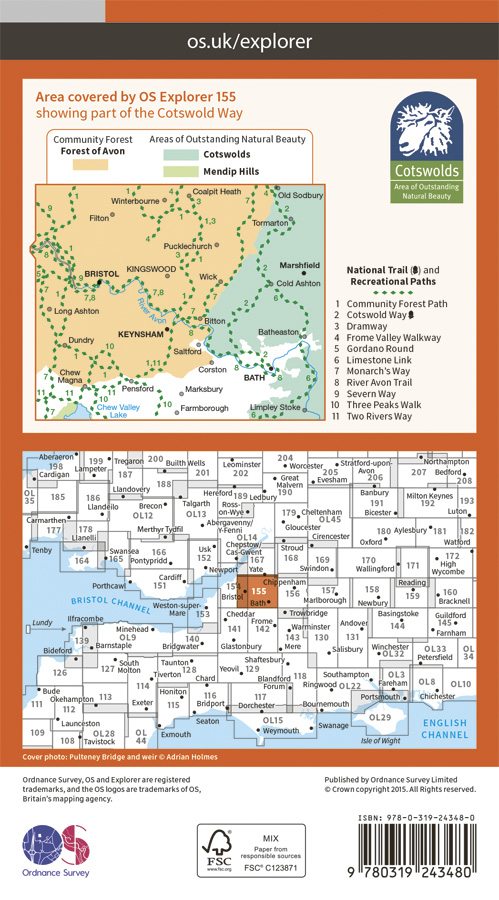 os.uk/explorer
Area covered by OS Explorer 155
showing part of the Cotswold Way
Community Forest
Forest of Avon
Areas of Outstanding Natural Beauty
Cotswolds
Mendip Hills
Cotswolds
Area of Outstanding
Natural Beauty
Coalpit Heath
Old Sodbury
Winterbourne
Filton
Tormarton
Pucklechurch
KINGSWOOD
Marshfield
BRISTOL
Wick
Cold Ashton
River Avon
Long Ashton
Bitton
KEYNSHAM
Batheaston
Dundry
Saltford
Corston
BATH
Chew
Magna
Pensford
Marksbury
Chew Valley
Lake
Farmborough
Limpley Stoke
National Trail and
Recreational Paths
1 Community Forest Path
2 Cotswold Way
3 Dramway
4 Frome Valley Walkway
5 Gordano Round
6 Limestone Link
7 Monarch's Way
8 River Avon Trail
9 Severn Way
10 Three Peaks Walk
11 Two Rivers Way
Aberaeron
198
Cardigan
199
Lampeter
Tregaron
200
Builth Wells
201
Leominster
202
204
Worcester
Stratford-upon-
Avon
Northampton
207
Bedford
208
OL
35
185
186
Llandeilo
188
Llandovery
187
Brecon
OL12
Talgarth
OL13
Hereford
189
Ledbury
Great
Malvern
190
205
Evesham
206
Banbury
191
Milton Keynes
192
193
Luton
Carmarthen
177
178
Llanelli
Merthyr Tydfil
Ross-
on-Wye
Abergavenny/
Y-Fenni
OL14
179
Gloucester
Cheltenham
OL45
Bicester
180
Oxford
Aylesbury
181
182
Watford
Tenby
164
Swansea
165
166
Pontypridd
Usk
152
Chepstow/
Cas-Gwent
167
Yate
Stroud
168
Cirencester
169
Swindon
170
Wallingford
171
172
High
Wycombe
Porthcawl
Cardiff
151
Newport
154
Bristol
155
Bath
Chippenham
156
157
Marlborough
158
Newbury
Reading
159
160
Bracknell
BRISTOL CHANNEL
Weston-super-
Mare
153
Lundy
Ilfracombe
139
Barnstaple
Minehead
OL9
140
Bridgwater
Cheddar
141
Glastonbury
Frome
142
Trowbridge
143
Warminster
Mere
130
Andover
131
Salisbury
Basingstoke
144
Guildford
145
Farnham
Bideford
126
127
South
Molton
Taunton
128
Tiverton
Yeovil
129
Shaftesbury
Blandford
Forum
118
Winchester
OL32
OL33
Petersfield
OL
34
Bude
111
Okehampton
112
113
114
Exeter
Honiton
115
Chard
116
Bridport
117
Dorchester
Southampton
Ringwood
OL22
Bournemouth
OL3
Fareham
Portsmouth
OL8
Chichester
OL10
109
Launceston
108
OL28
Tavistock
OL
44
Exmouth
Seaton
OL15
Weymouth
Swanage
OL29
Isle of Wight
ENGLISH
CHANNEL
Cover photo: Pulteney Bridge and weir © Adrian Holmes
Ordnance Survey, OS and Explorer are registered
trademarks, and the OS logos are trademarks of OS,
Britain's mapping agency.
Published by Ordnance Survey Limited
© Crown copyright 2015. All Rights reserved.
Ordnance Survey
FSC
www.fsc.org
MIX
Paper from
responsible sources
FSC® C123871
ISBN: 978-0-319-24348-0
9 780319 243480